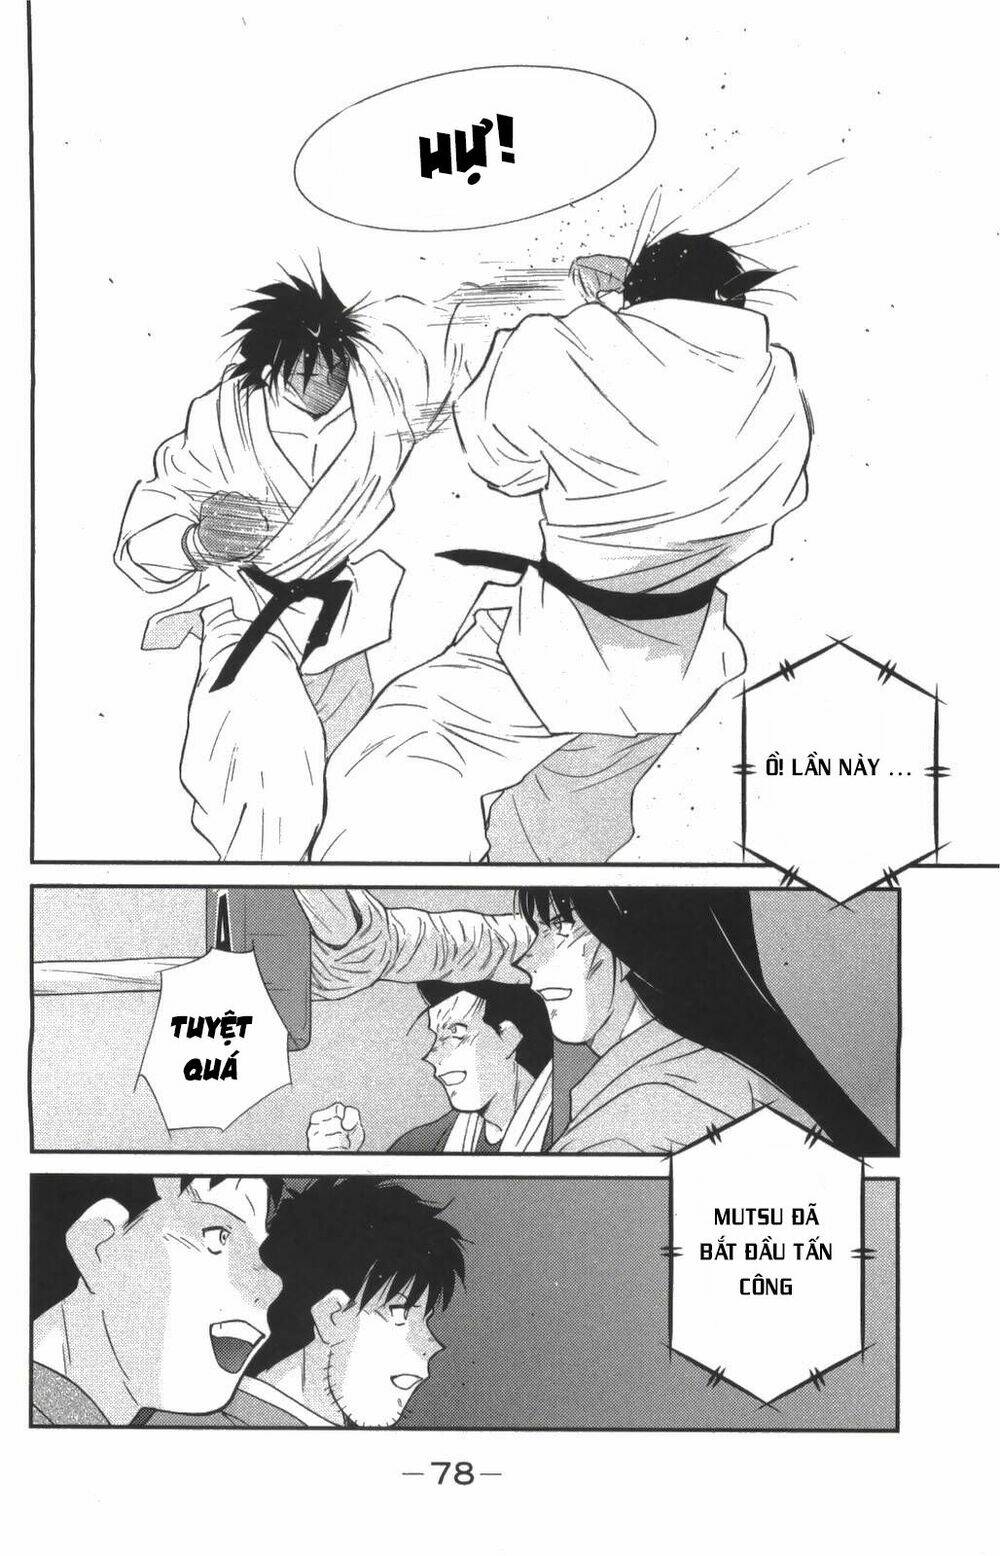 HỰ!
Ồ! LẦN NÀY ...
TUYỆT
QUÁ
MUTSU ĐÃ
BẮT ĐẦU TẤN
CÔNG
—78—